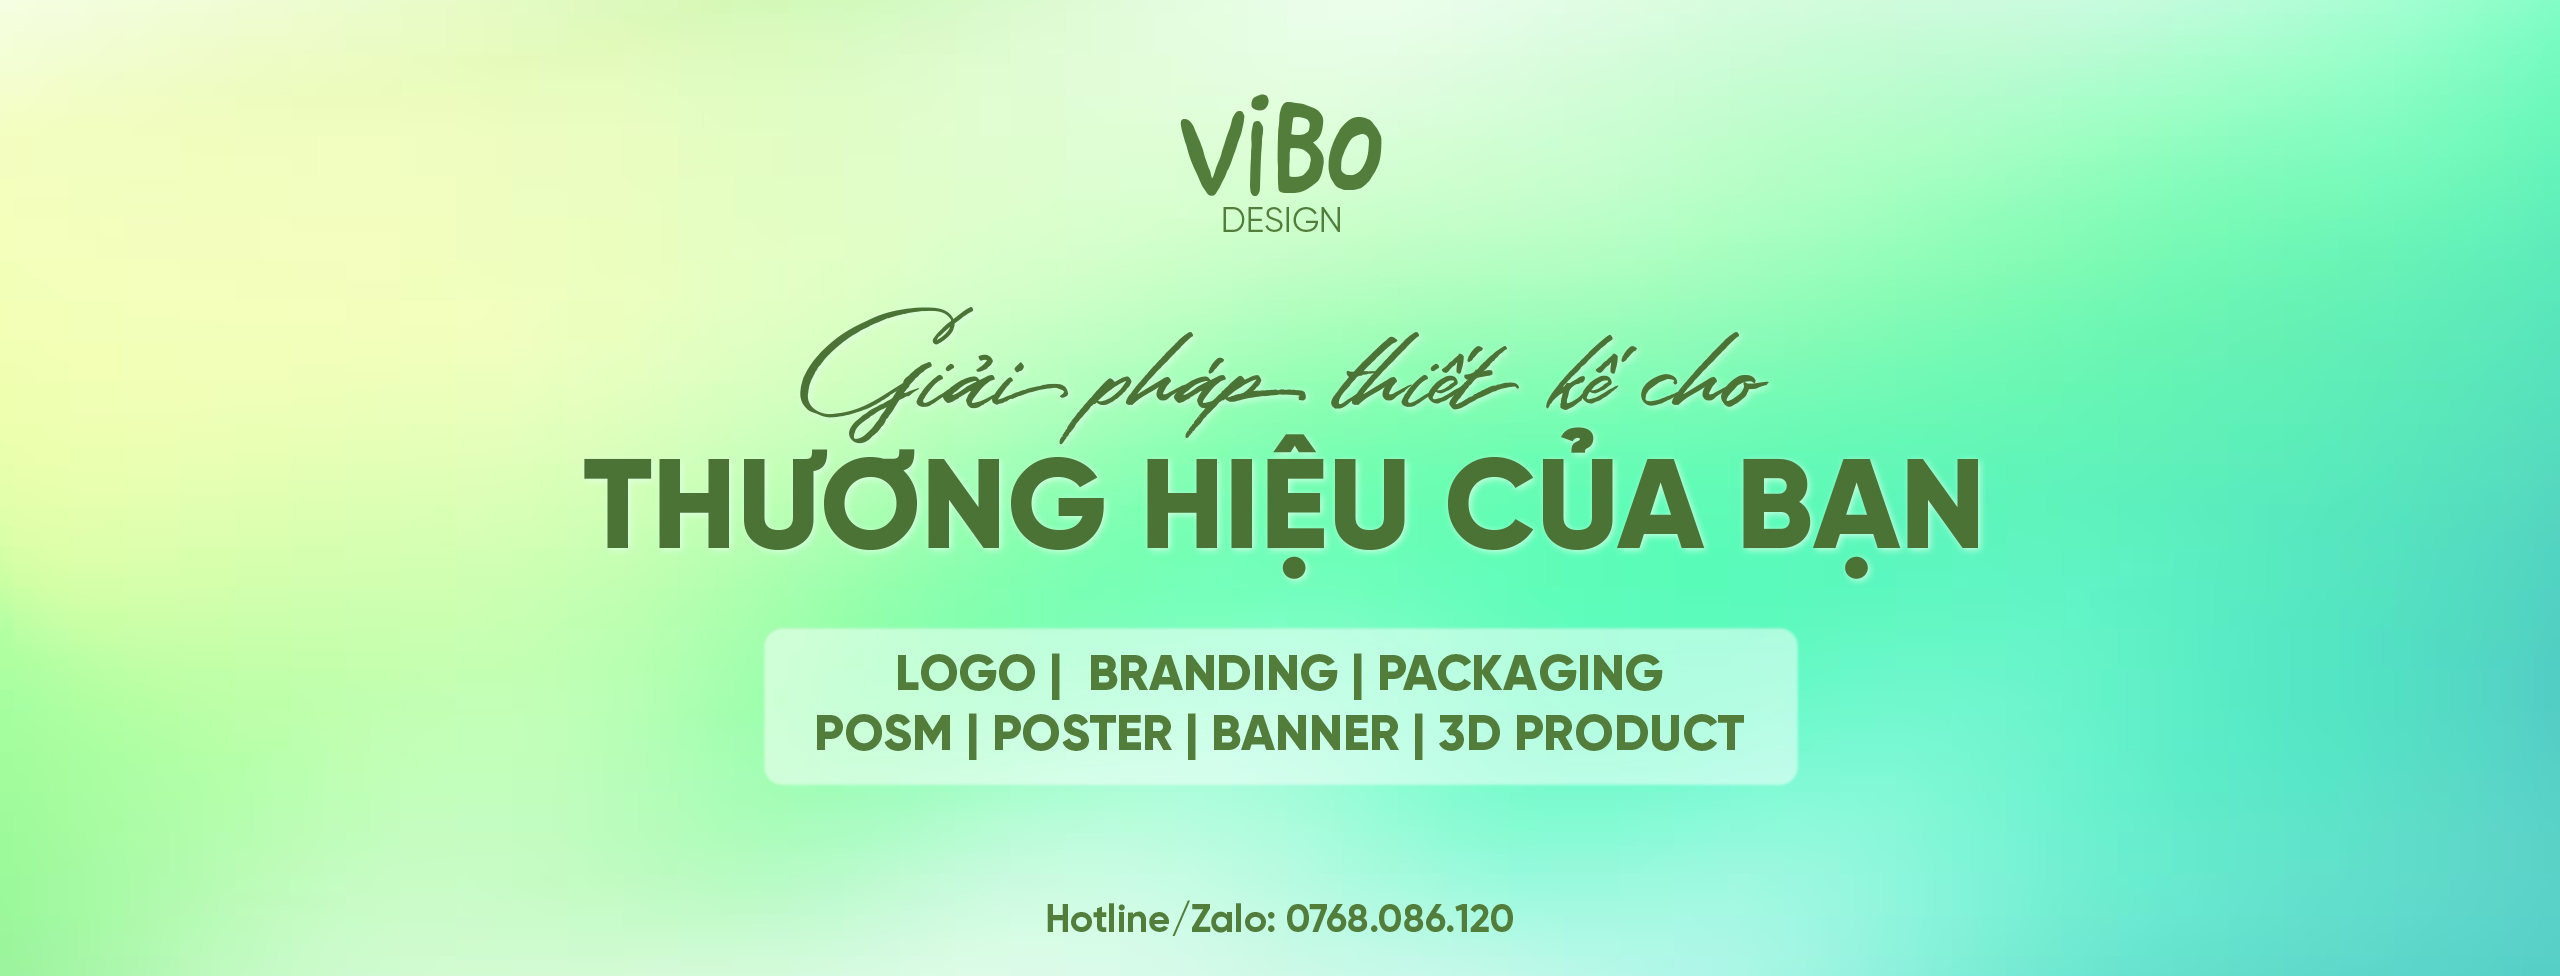 ViBO
DESIGN
Giải pháp thiết kế cho
THƯƠNG HIỆU CỦA BẠN
LOGO | BRANDING | PACKAGING
POSM | POSTER | BANNER | 3D PRODUCT
Hotline/Zalo: 0768.086.120